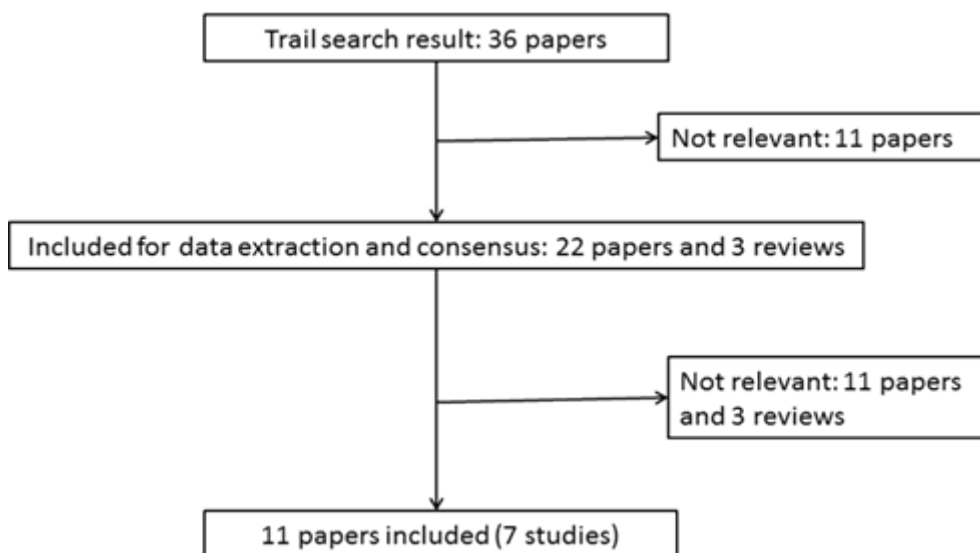 Trail search result: 36 papers
Not relevant: 11 papers
Included for data extraction and consensus: 22 papers and 3 reviews
Not relevant: 11 papers
and 3 reviews
11 papers included (7 studies)